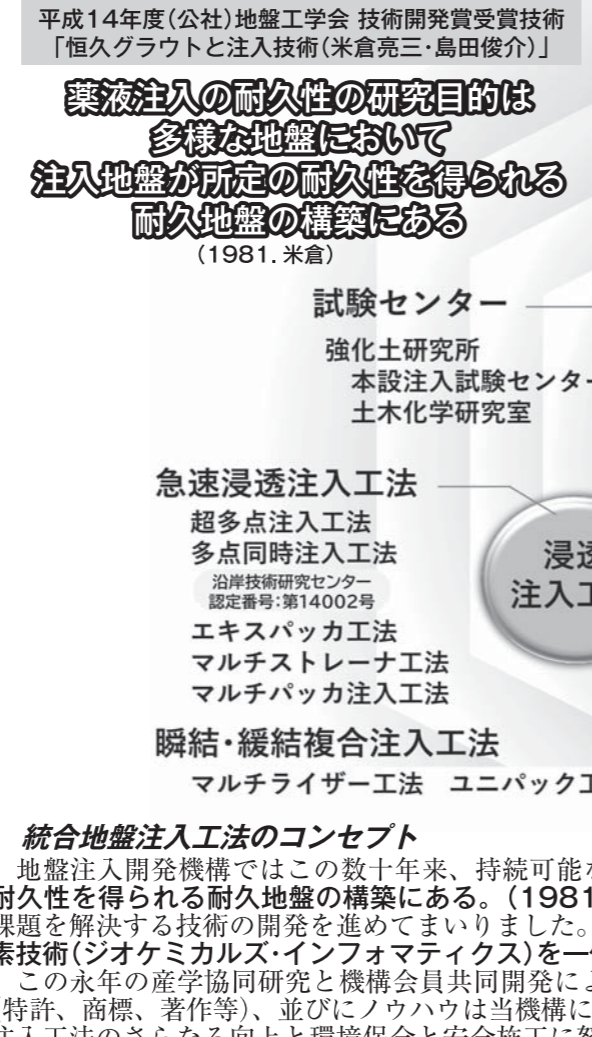 平成14年度(公社)地盤工学会 技術開発賞受賞技術
「恒久グラウトと注入技術(米倉亮三・島田俊介)」
薬液注入の耐久性の研究目的は
多様な地盤において
注入地盤が所定の耐久性を得られる
耐久地盤の構築にある
(1981.米倉)
試験センター
強化土研究所
本設注入試験センター
土木化学研究室
急速浸透注入工法
超多点注入工法
多点同時注入工法
沿岸技術研究センター
認定番号:第14002号
エキスパッカ工法
マルチストレーナ工法
マルチパッカ注入工法
浸透
注入工
瞬結・緩結複合注入工法
マルチライザー工法 ユニパック工
統合地盤注入工法のコンセプト
地盤注入開発機構ではこの数十年来、持続可能な
耐久性を得られる耐久地盤の構築にある。(1981
課題を解決する技術の開発を進めてまいりました。
素技術(ジオケミカルズ・インフォマティクス)を一
この永年の産学協同研究と機構会員共同開発によ
特許、商標、著作等)、並びにノウハウは当機構に
注入工法のさらなる向上と環境保全と安全施工に